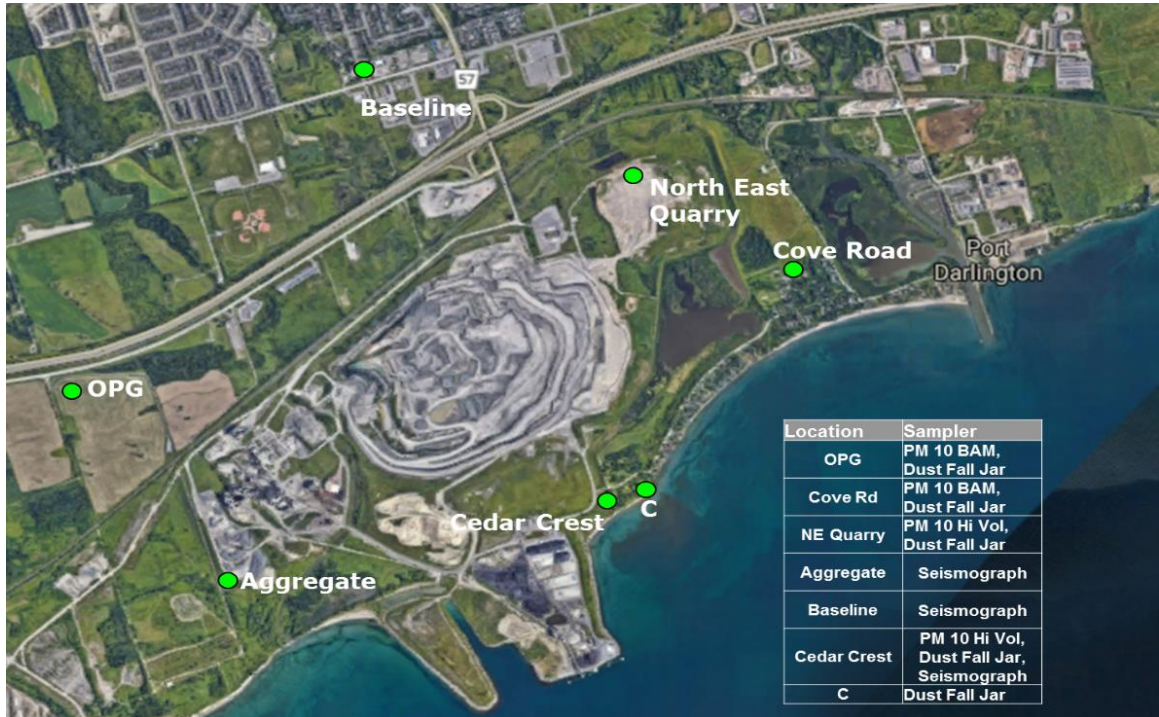 57
Baseline
North East
Quarry
Cove Road
Port
Darlington
OPG
Cedar Crest
C
Aggregate
Location Sampler
OPG PM 10 BAM,
Dust Fall Jar
Cove Rd PM 10 BAM,
Dust Fall Jar
NE Quarry PM 10 Hi Vol,
Dust Fall Jar
Aggregate Seismograph
Baseline Seismograph
Cedar Crest PM 10 Hi Vol,
Dust Fall Jar,
Seismograph
C Dust Fall Jar